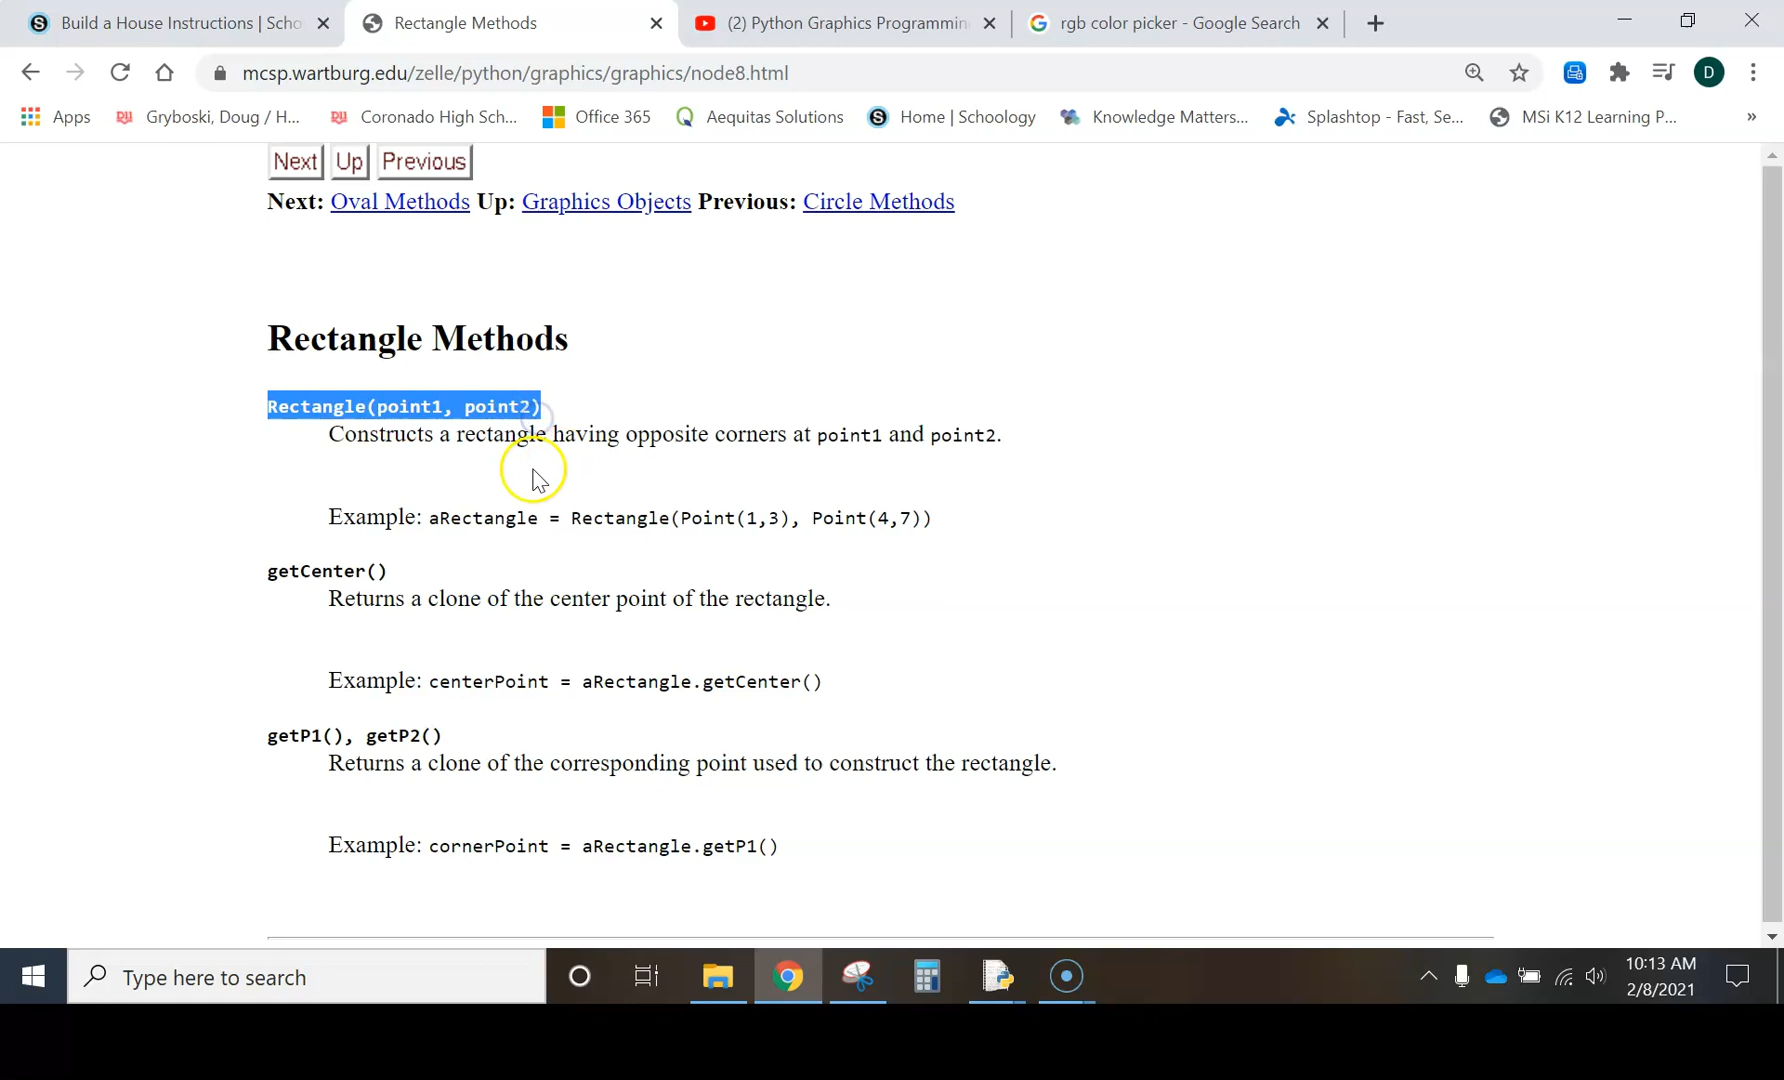 Build a House Instructions | Scho
Rectangle Methods
(2) Python Graphics Programmin
rgb color picker - Google Search
mcsp.wartburg.edu/zelle/python/graphics/graphics/node8.html
D
Apps
Gryboski, Doug / H...
Coronado High Sch...
Office 365
Aequitas Solutions
Home | Schoology
Knowledge Matters...
Splashtop - Fast, Se...
MSi K12 Learning P...
»
Next Up Previous
Next: Oval Methods Up: Graphics Objects Previous: Circle Methods
Rectangle Methods
Rectangle(point1, point2)
Constructs a rectangle having opposite corners at point1 and point2.
Example: aRectangle = Rectangle(Point(1,3), Point(4,7))
getCenter()
Returns a clone of the center point of the rectangle.
Example: centerPoint = aRectangle.getCenter()
getP1(), getP2()
Returns a clone of the corresponding point used to construct the rectangle.
Example: cornerPoint = aRectangle.getP1()
Type here to search
10:13 AM
2/8/2021